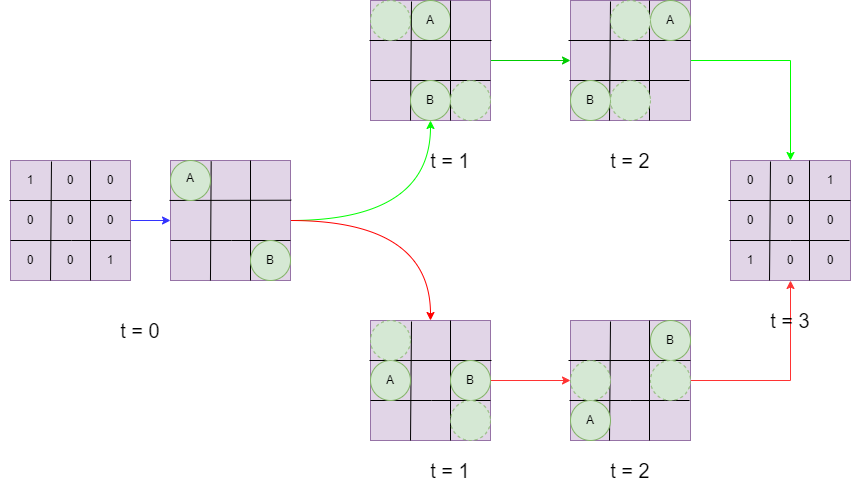 A
B
t = 1
t = 2
1 0 0
0 0 0
0 0 1
A
B
t = 0
A
B
0 0 1
0 0 0
1 0 0
t = 3
A B
t = 1
B
A
t = 2